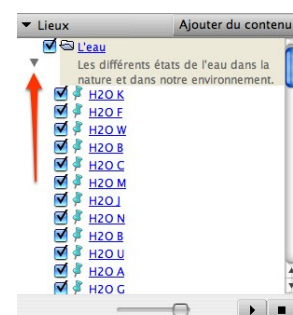 Lieux
Ajouter du contenu
L'eau
Les différents états de l'eau dans la
nature et dans notre environnement.
H2O K
H2O F
H2O W
H2O B
H2O C
H2O M
H2O J
H2O N
H2O B
H2O U
H2O A
H2O G